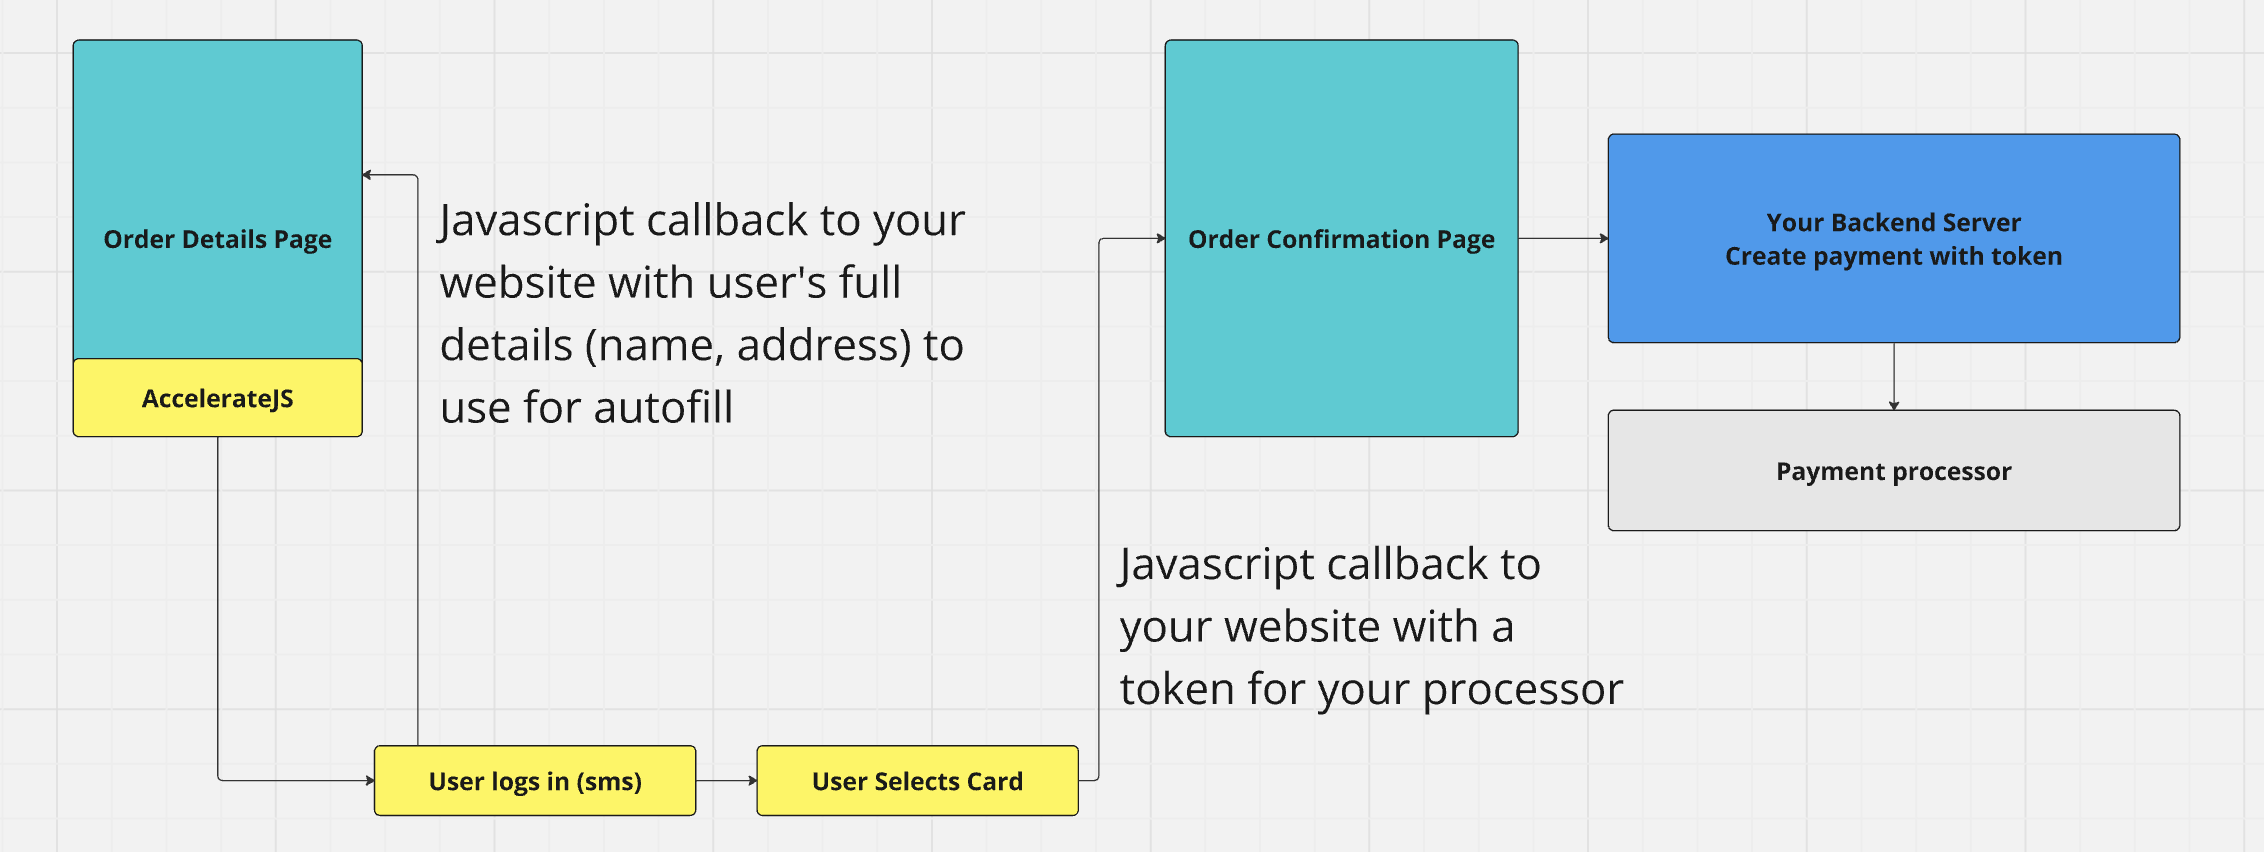 Order Details Page
AccelerateJS
Javascript callback to your
website with user's full
details (name, address) to
use for autofill
User logs in (sms)
User Selects Card
Javascript callback to
your website with a
token for your processor
Order Confirmation Page
Your Backend Server
Create payment with token
Payment processor